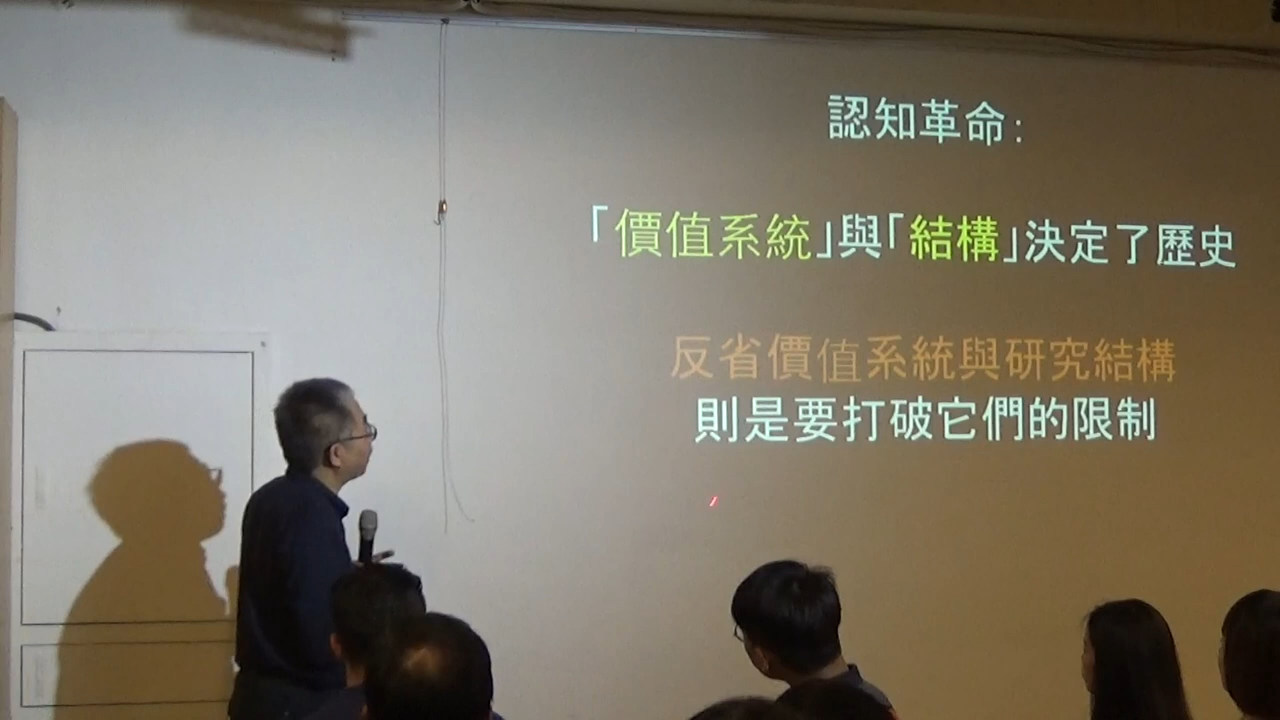 認知革命：
「價值系統」與「結構」決定了歷史
反省價值系統與研究結構
則是要打破它們的限制